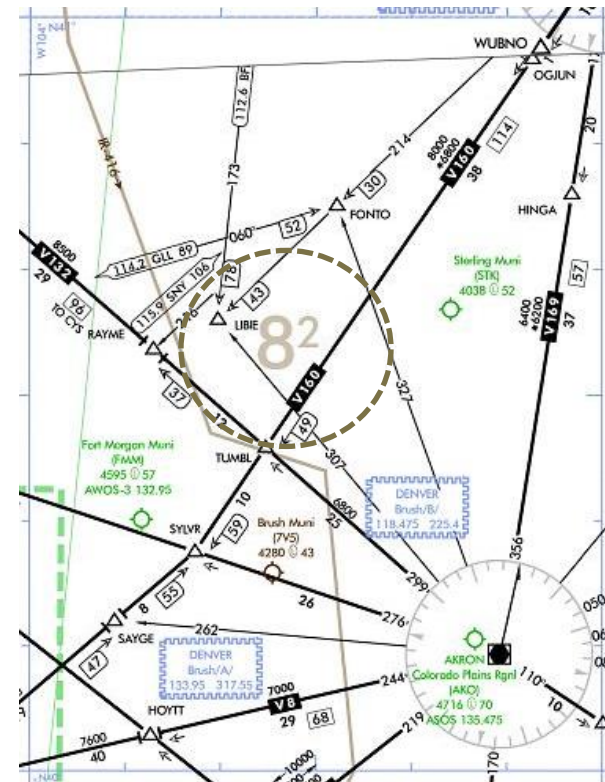 W104° N41°
WUBNO
OGJUN
112.6 BF
IR-416
214
8000
*6800
V160
38
114
20
173
30
FONTO
HINGA
52
060
V132
8500
29
96
TO CYS
114.2 GLL 89
115.9 SNY 106
78
43
Sterling Muni
(STK)
4038 L 52
57
6400
*6200
V169
37
RAYME
LIBIE
8²
37
V160
327
12
49
TUMBL
307
Fort Morgan Muni
(FMM)
4595 L 57
AWOS-3 132.95
10
6800
25
DENVER
Brush/B/
118.475 225.4
SYLVR
59
Brush Muni
(7V5)
4280 L 43
356
299
55
8
26
276
050
SAYGE
262
47
DENVER
Brush/A/
133.95 317.55
AKRON
Colorado Plains Rgnl
(AKO)
4716 L 70
ASOS 135.475
110
10
HOYTT
7000
244
V8
29
68
219
7600
40
10000
170